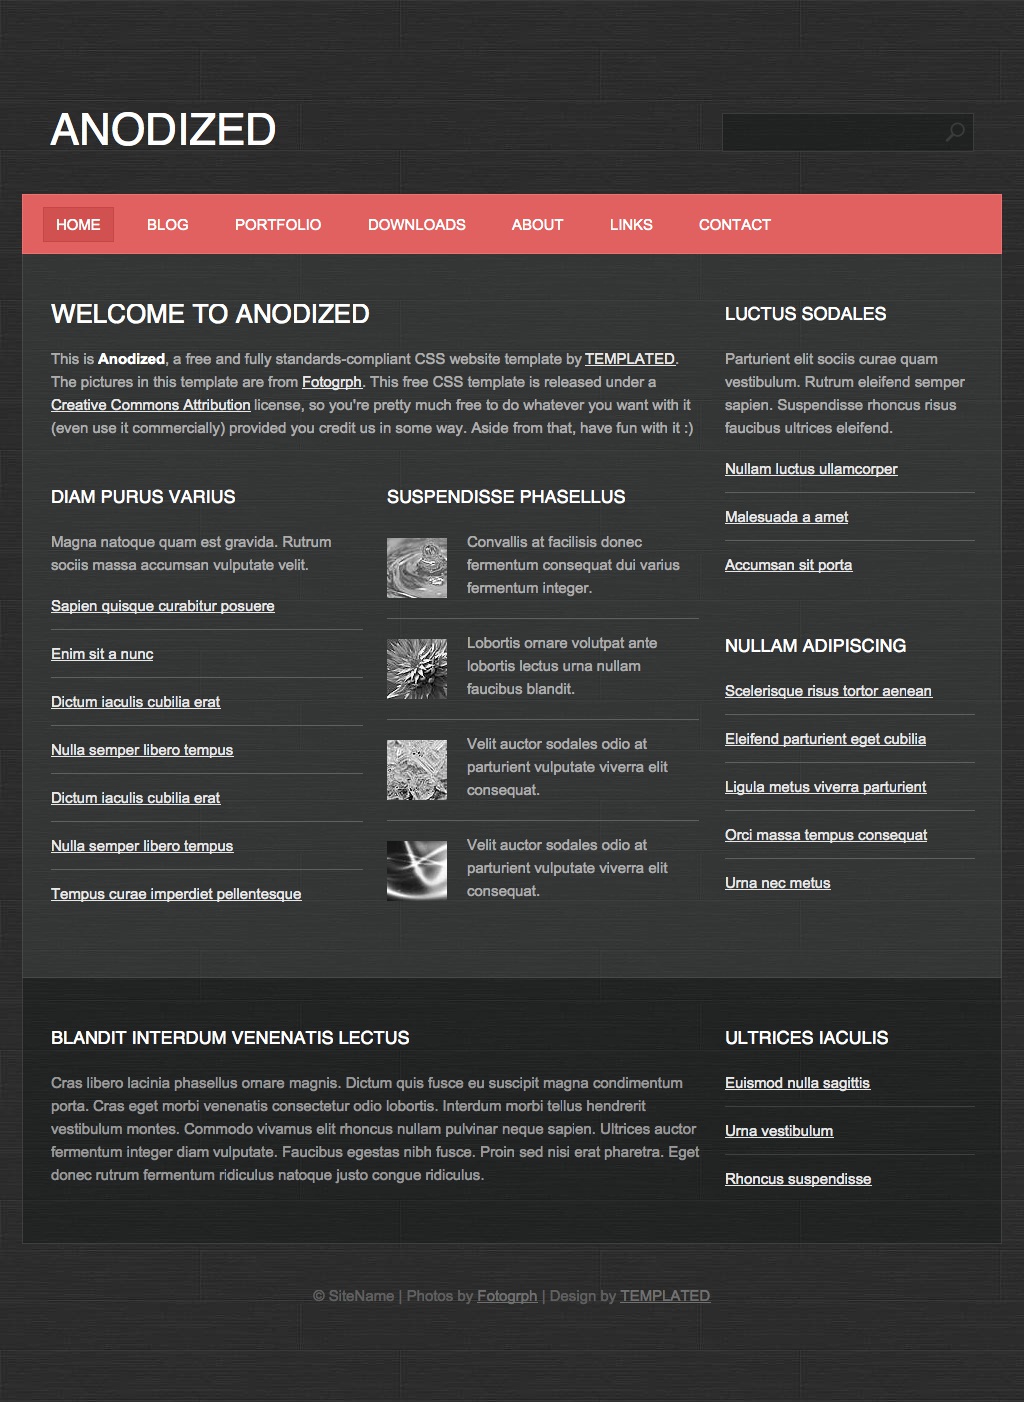 ANODIZED
HOME BLOG PORTFOLIO DOWNLOADS ABOUT LINKS CONTACT
WELCOME TO ANODIZED
This is Anodized, a free and fully standards-compliant CSS website template by TEMPLATED.
The pictures in this template are from Fotogrph. This free CSS template is released under a
Creative Commons Attribution license, so you're pretty much free to do whatever you want with it
(even use it commercially) provided you credit us in some way. Aside from that, have fun with it :)
DIAM PURUS VARIUS
Magna natoque quam est gravida. Rutrum
sociis massa accumsan vulputate velit.
Sapien quisque curabitur posuere
Enim sit a nunc
Dictum iaculis cubilia erat
Nulla semper libero tempus
Dictum iaculis cubilia erat
Nulla semper libero tempus
Tempus curae imperdiet pellentesque
SUSPENDISSE PHASELLUS
Convallis at facilisis donec
fermentum consequat dui varius
fermentum integer.
Lobortis ornare volutpat ante
lobortis lectus urna nullam
faucibus blandit.
Velit auctor sodales odio at
parturient vulputate viverra elit
consequat.
Velit auctor sodales odio at
parturient vulputate viverra elit
consequat.
LUCTUS SODALES
Parturient elit sociis curae quam
vestibulum. Rutrum eleifend semper
sapien. Suspendisse rhoncus risus
faucibus ultrices eleifend.
Nullam luctus ullamcorper
Malesuada a amet
Accumsan sit porta
NULLAM ADIPISCING
Scelerisque risus tortor aenean
Eleifend parturient eget cubilia
Ligula metus viverra parturient
Orci massa tempus consequat
Urna nec metus
BLANDIT INTERDUM VENENATIS LECTUS
Cras libero lacinia phasellus ornare magnis. Dictum quis fusce eu suscipit magna condimentum
porta. Cras eget morbi venenatis consectetur odio lobortis. Interdum morbi tellus hendrerit
vestibulum montes. Commodo vivamus elit rhoncus nullam pulvinar neque sapien. Ultrices auctor
fermentum integer diam vulputate. Faucibus egestas nibh fusce. Proin sed nisi erat pharetra. Eget
donec rutrum fermentum ridiculus natoque justo congue ridiculus.
ULTRICES IACULIS
Euismod nulla sagittis
Urna vestibulum
Rhoncus suspendisse
© SiteName | Photos by Fotogrph | Design by TEMPLATED